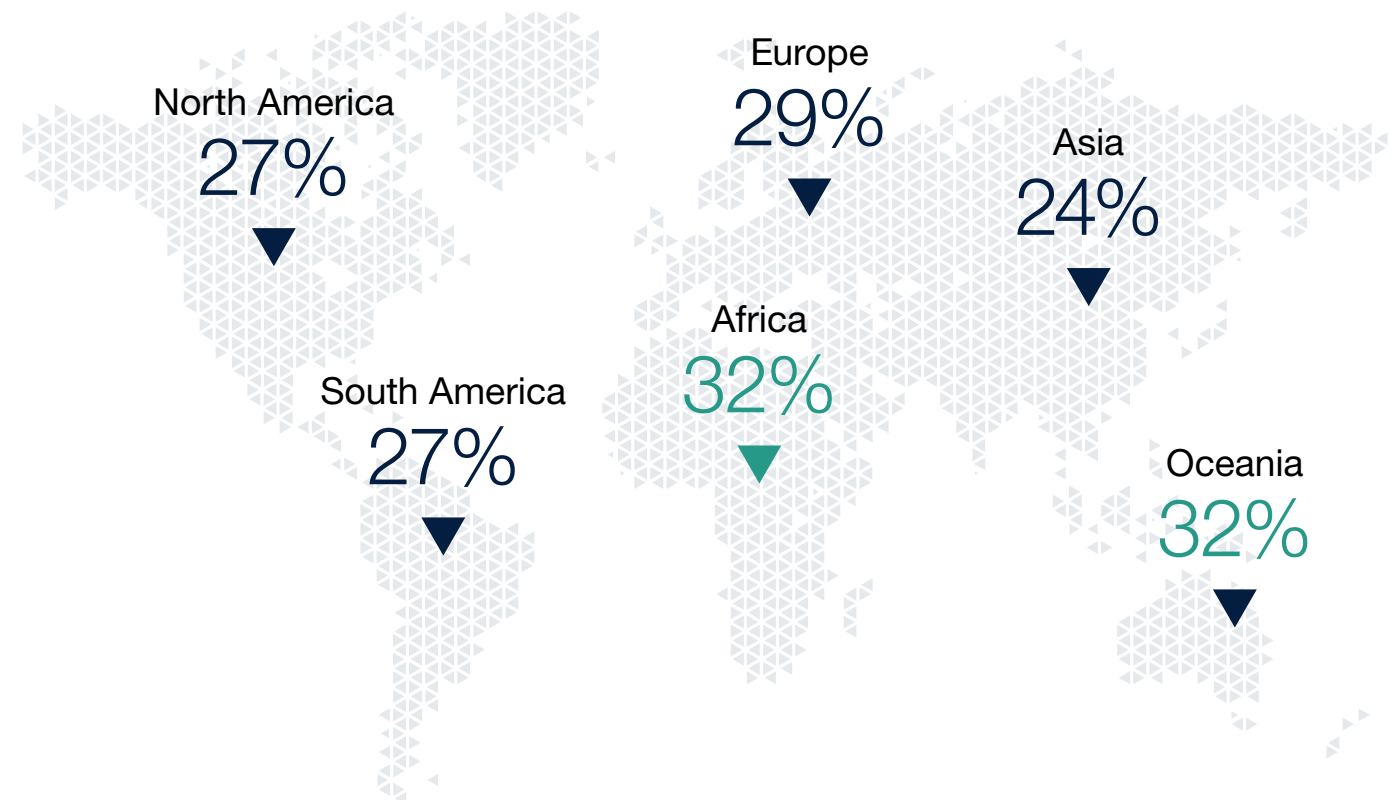 North America
27%
Europe
29%
Asia
24%
Africa
32%
South America
27%
Oceania
32%